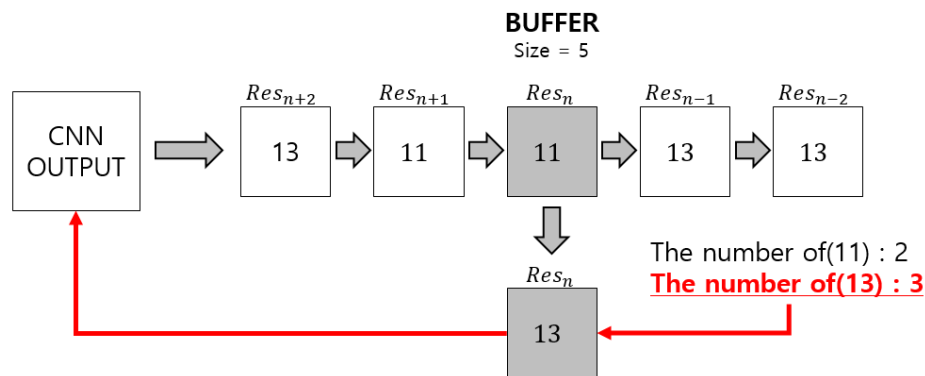 BUFFER
Size = 5
Res_{n+2}
Res_{n+1}
Res_n
Res_{n-1}
Res_{n-2}
CNN
OUTPUT
13
11
11
13
13
The number of(11) : 2
The number of(13) : 3
Res_n
13